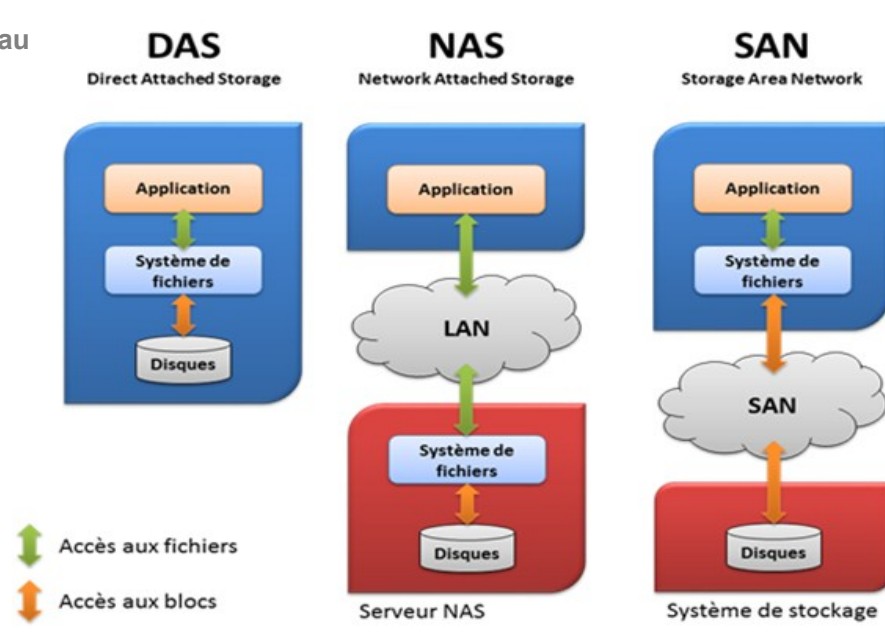 au
DAS
Direct Attached Storage
Application
Système de
fichiers
Disques
NAS
Network Attached Storage
Application
LAN
Système de
fichiers
Disques
Serveur NAS
SAN
Storage Area Network
Application
Système de
fichiers
SAN
Disques
Système de stockage
Accès aux fichiers
Accès aux blocs